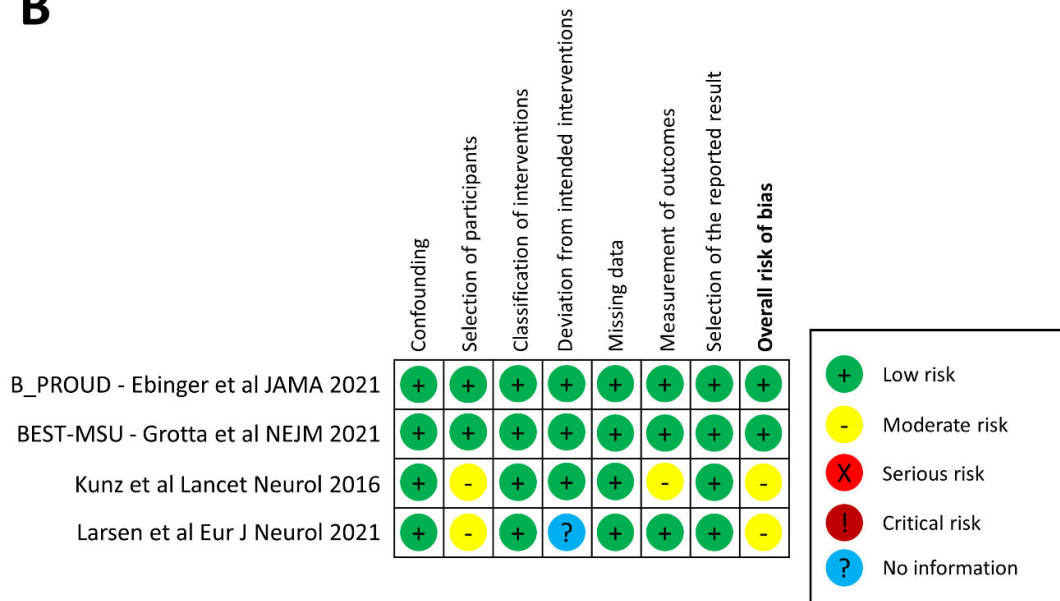 B
Confounding
Selection of participants
Classification of interventions
Deviation from intended interventions
Missing data
Measurement of outcomes
Selection of the reported result
Overall risk of bias
B_PROUD - Ebinger et al JAMA 2021 + + + + + + + +
BEST-MSU - Grotta et al NEJM 2021 + + + + + + + +
Kunz et al Lancet Neurol 2016 + - + + + - + -
Larsen et al Eur J Neurol 2021 + - + ? + + + -
+ Low risk
- Moderate risk
X Serious risk
! Critical risk
? No information